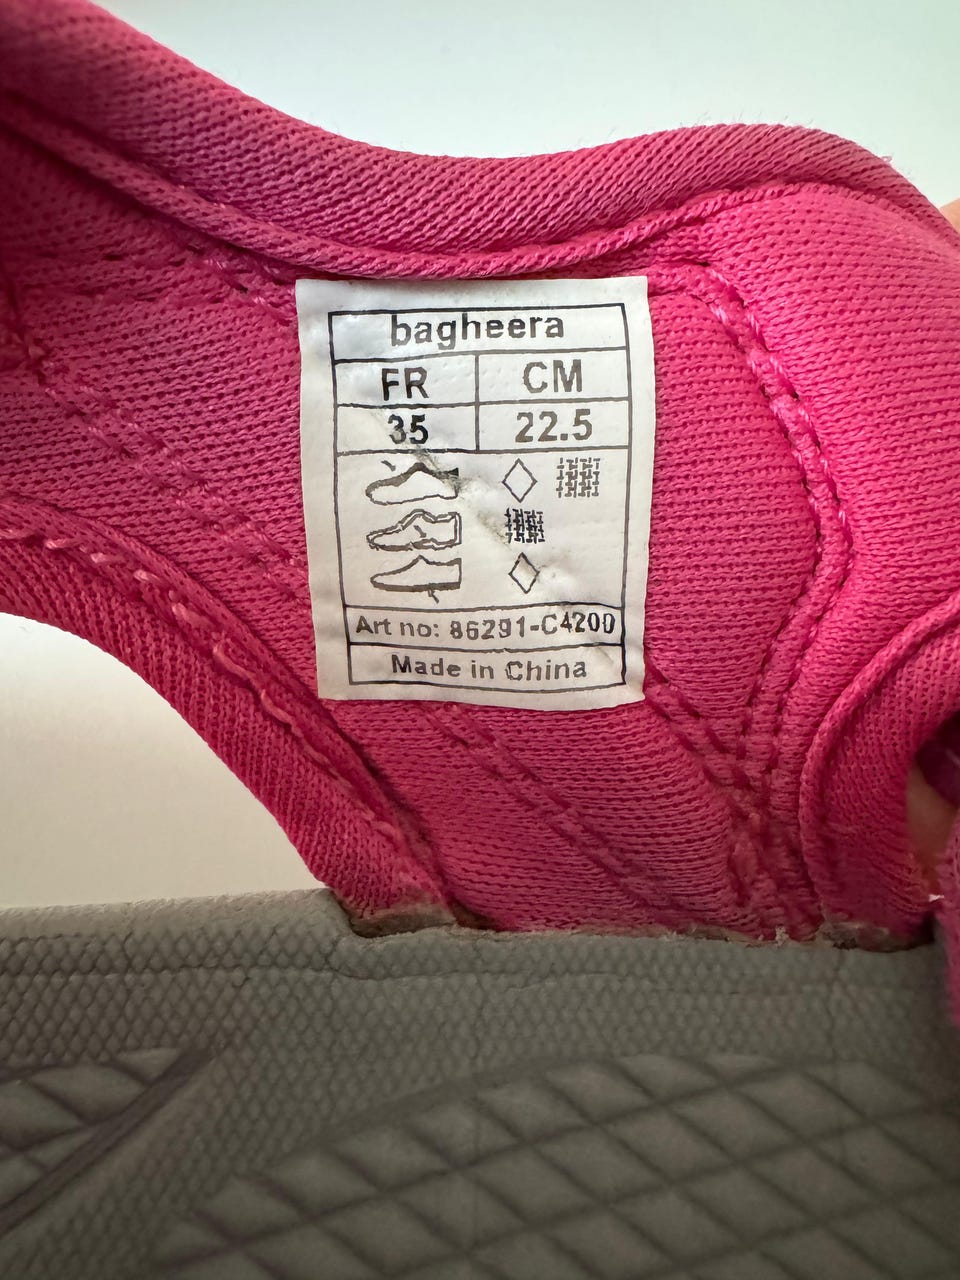 bagheera
FR CM
35 22.5
Art no: 86291-C4200
Made in China